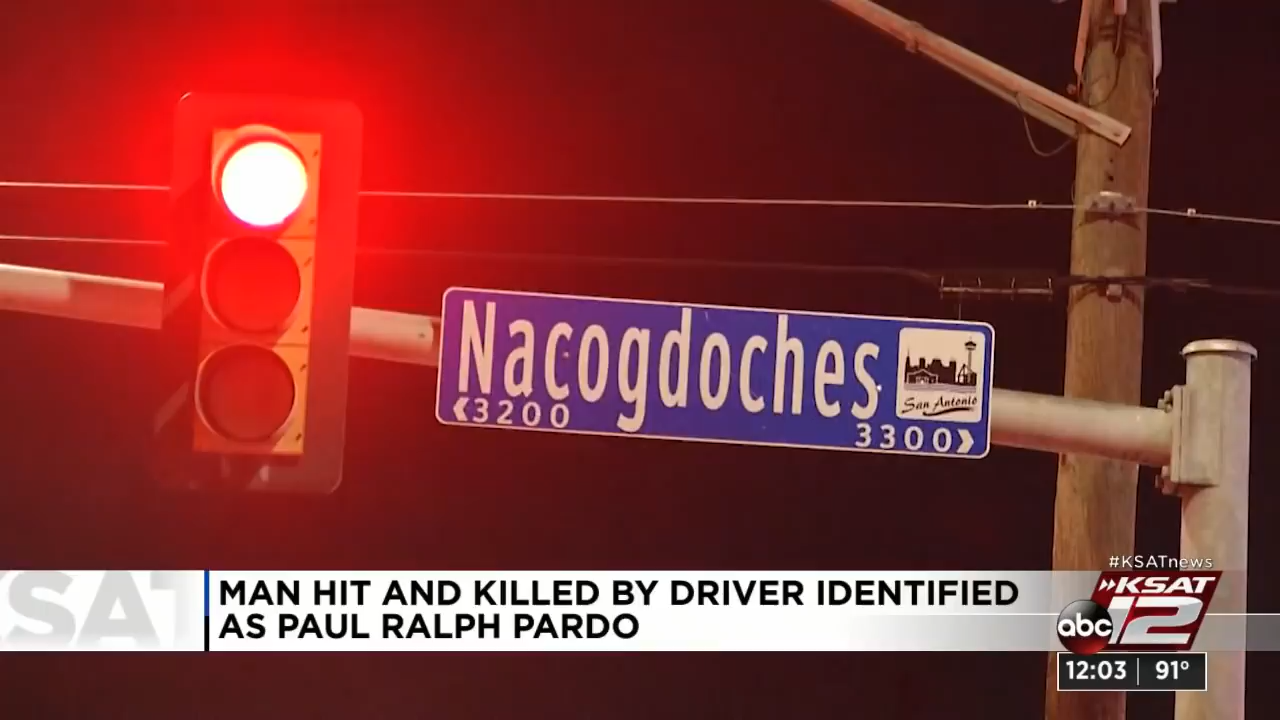 Nacogdoches
San Antonio
3200
3300
#KSATnews
KSAT
MAN HIT AND KILLED BY DRIVER IDENTIFIED
AS PAUL RALPH PARDO
KSAT
abc 12
12:03 91°